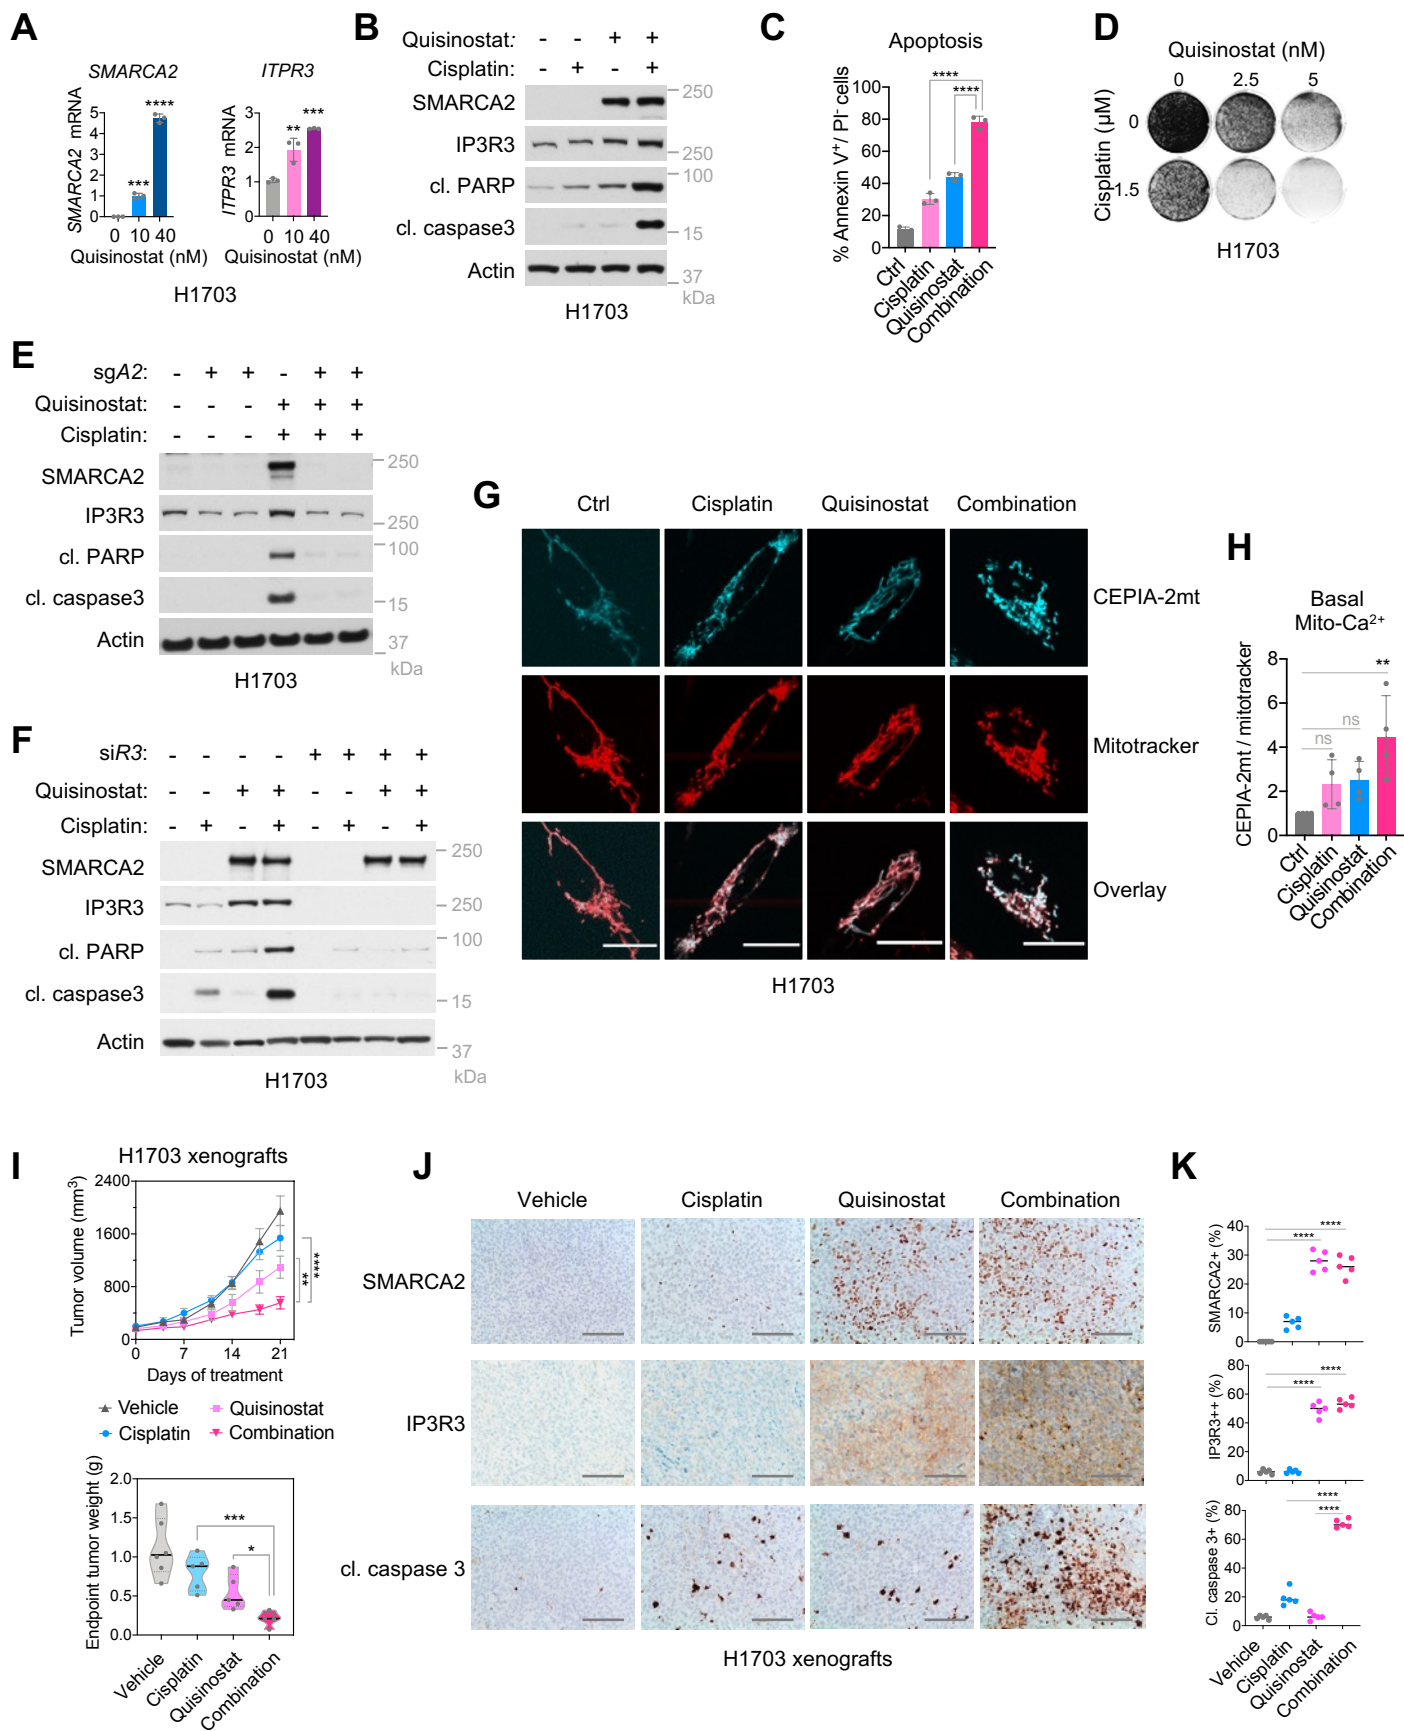 A
SMARCA2
SMARCA2 mRNA
5
4
3
2
1
0
***
****
0 10 40
Quisinostat (nM)
ITPR3
ITPR3 mRNA
3
2
1
0
**
***
0 10 40
Quisinostat (nM)
H1703
B
Quisinostat: - - + +
Cisplatin: - + - +
SMARCA2
250
IP3R3
250
cl. PARP
100
cl. caspase3
15
Actin
37
kDa
H1703
C
Apoptosis
% Annexin V+/ PI- cells
100
80
60
40
20
0
****
****
Ctrl
Cisplatin
Quisinostat
Combination
D
Quisinostat (nM)
0 2.5 5
Cisplatin (µM)
0
1.5
H1703
E
sgA2: - + + - + +
Quisinostat: - - - + + +
Cisplatin: - - - + + +
SMARCA2
250
IP3R3
250
cl. PARP
100
cl. caspase3
15
Actin
37
kDa
H1703
F
siR3: - - - - + + + +
Quisinostat: - - + + - - + +
Cisplatin: - + - + - + - +
SMARCA2
250
IP3R3
250
cl. PARP
100
cl. caspase3
15
Actin
37
kDa
H1703
G
Ctrl Cisplatin Quisinostat Combination
CEPIA-2mt
Mitotracker
Overlay
H1703
H
Basal
Mito-Ca2+
CEPIA-2mt / mitotracker
8
6
4
2
0
**
ns
ns
Ctrl
Cisplatin
Quisinostat
Combination
I
H1703 xenografts
Tumor volume (mm3)
2400
1600
800
0
0 7 14 21
Days of treatment
**
****
Vehicle
Quisinostat
Cisplatin
Combination
Endpoint tumor weight (g)
2.0
1.5
1.0
0.5
0.0
***
*
Vehicle
Cisplatin
Quisinostat
Combination
J
Vehicle Cisplatin Quisinostat Combination
SMARCA2
IP3R3
cl. caspase 3
H1703 xenografts
K
SMARCA2+ (%)
40
30
20
10
0
****
****
IP3R3++ (%)
80
60
40
20
0
****
****
Cl. caspase 3+ (%)
80
60
40
20
0
****
****
Vehicle
Cisplatin
Quisinostat
Combination